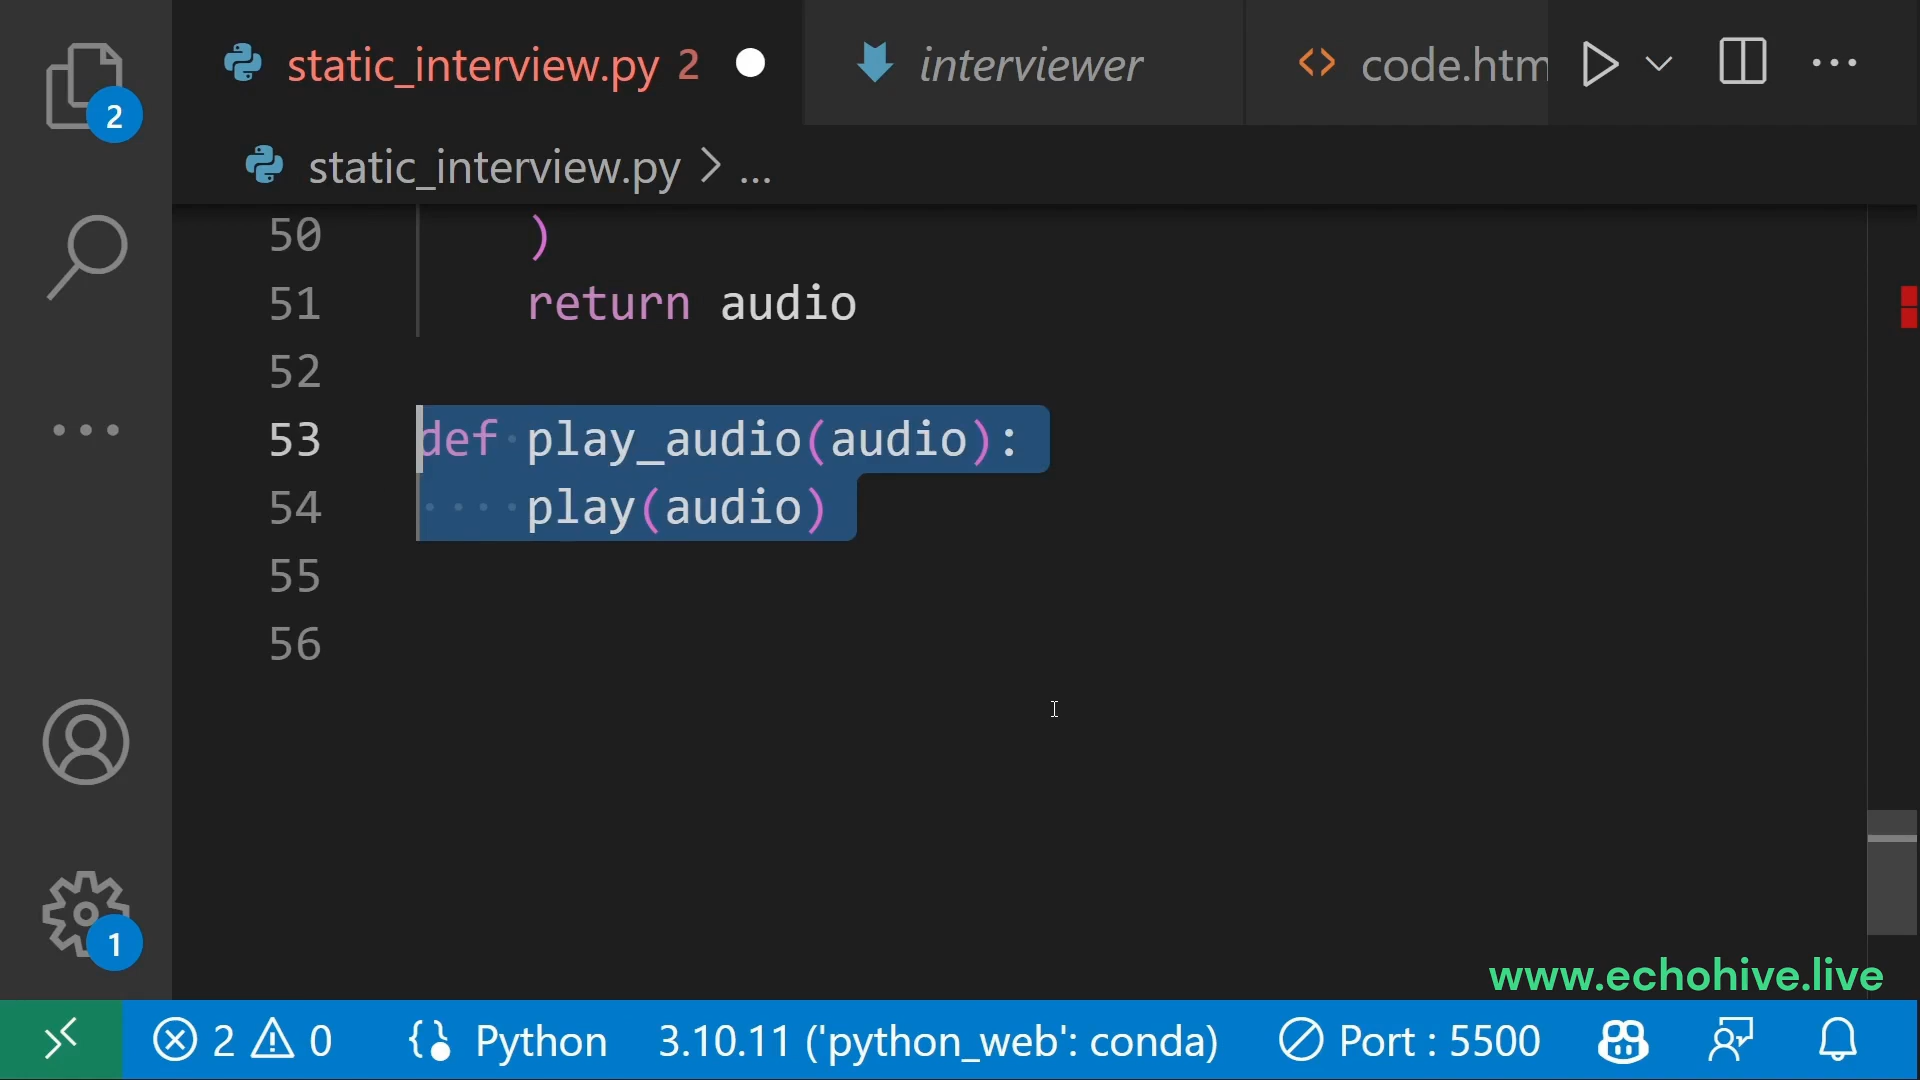 static_interview.py 2
interviewer
code.htm
2
static_interview.py > ...
50 )
51 return audio
52
53 def play_audio(audio):
54 play(audio)
55
56
1
www.echohive.live
2 0 Python 3.10.11 ('python_web': conda) Port : 5500